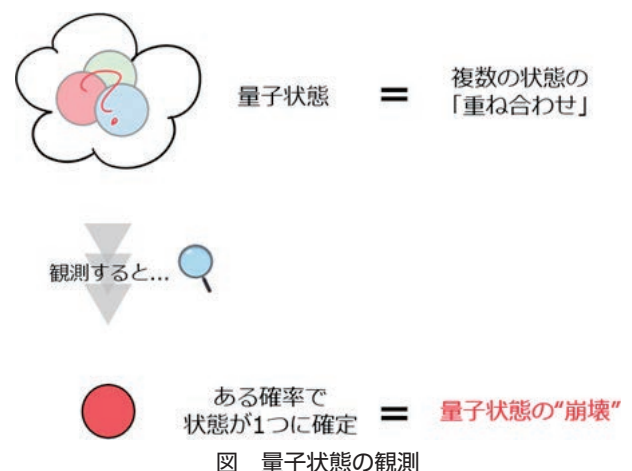 量子状態 = 複数の状態の
「重ね合わせ」
観測すると...
ある確率で
状態が1つに確定 = 量子状態の“崩壊”
図 量子状態の観測